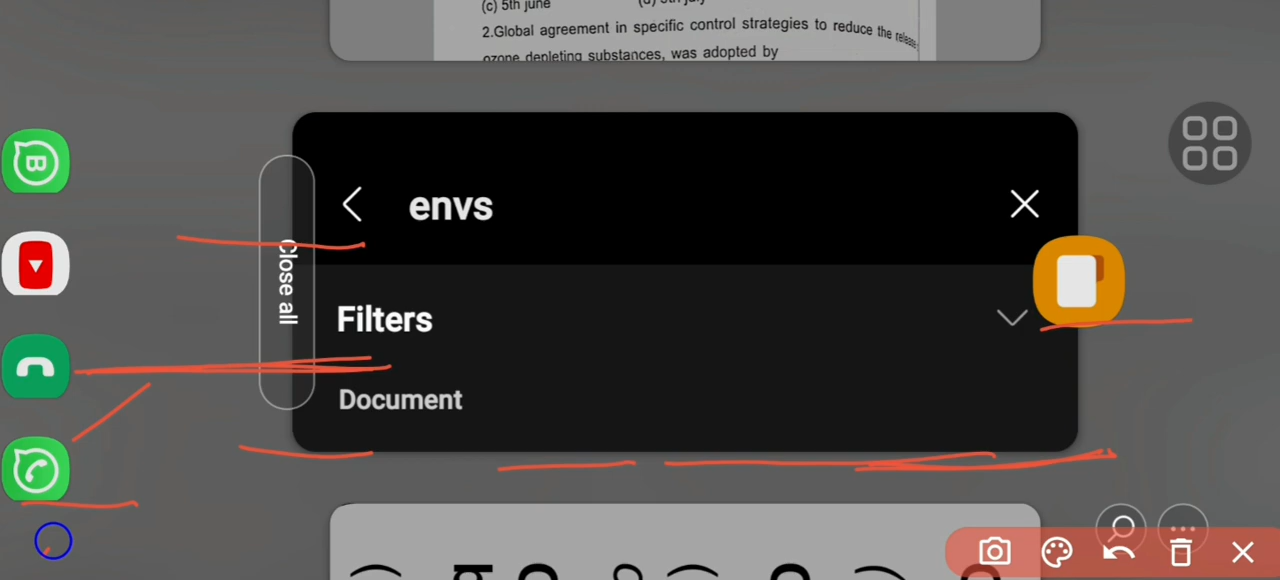 (c) 5th june
2.Global agreement in specific control strategies to reduce the release
ozone depleting substances, was adopted by
envs
Close all
Filters
Document